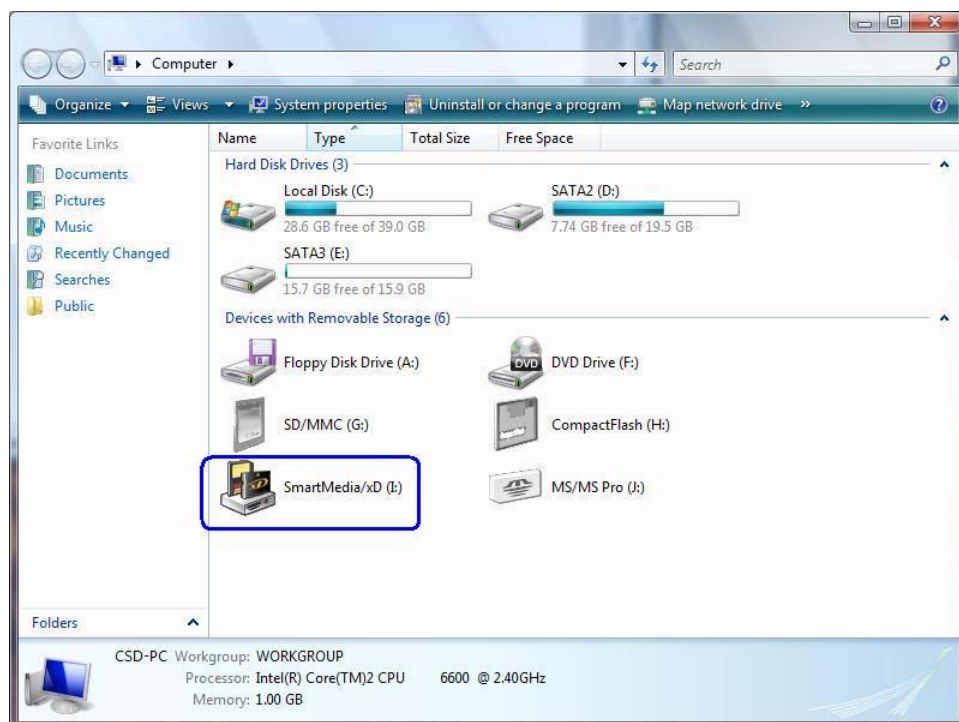 Computer
Search
Organize Views System properties Uninstall or change a program Map network drive »
Favorite Links
Documents
Pictures
Music
Recently Changed
Searches
Public
Folders
Name Type Total Size Free Space
Hard Disk Drives (3)
Local Disk (C:)
28.6 GB free of 39.0 GB
SATA2 (D:)
7.74 GB free of 19.5 GB
SATA3 (E:)
15.7 GB free of 15.9 GB
Devices with Removable Storage (6)
Floppy Disk Drive (A:)
DVD
DVD Drive (F:)
SD/MMC (G:)
CompactFlash (H:)
SmartMedia/xD (I:)
MS/MS Pro (J:)
CSD-PC Workgroup: WORKGROUP
Processor: Intel(R) Core(TM)2 CPU 6600 @ 2.40GHz
Memory: 1.00 GB